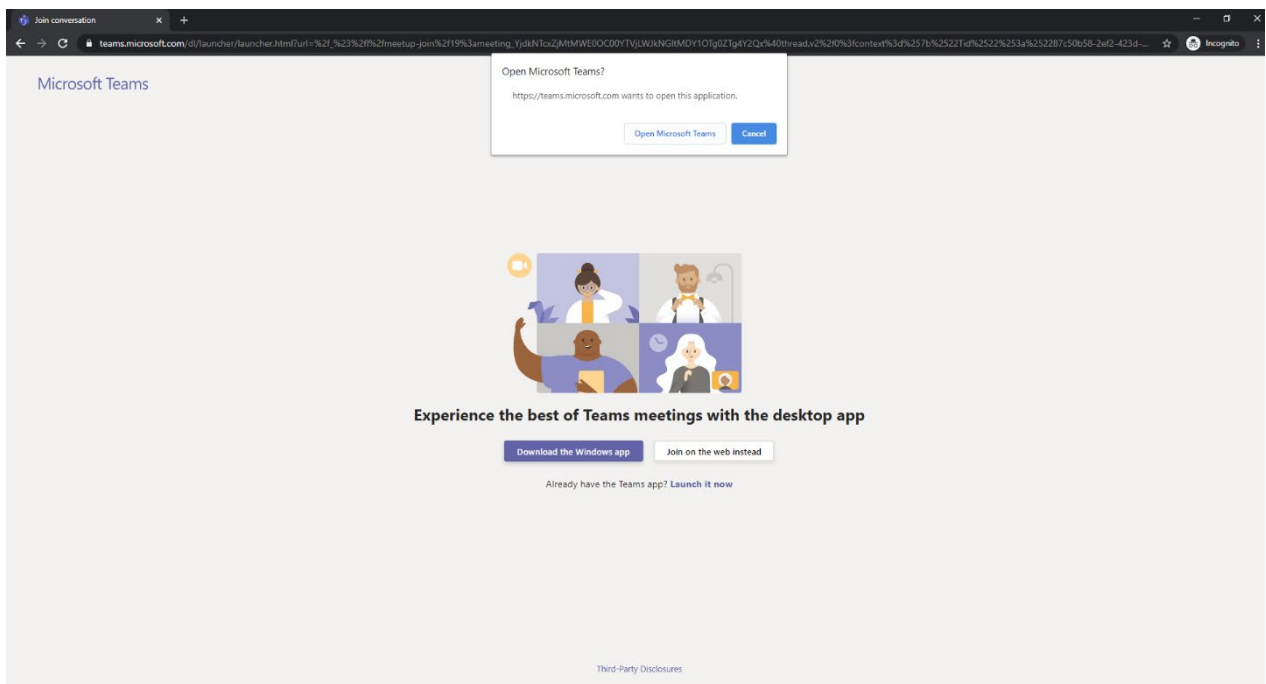 Join conversation
teams.microsoft.com/dl/launcher/launcher.html?url=%2f_%23%2fl%2fmeetup-join%2f19%3ameeting_YjdkNTcxZjMtMWE0OC00YTVjLWJkNGItMDY1OTg0ZTg4Y2Qx%40thread.v2%2f0%3fcontext%3d%257b%2522Tid%2522%253a%252287c50b58-2ef2-423d-...
Incognito
Microsoft Teams
Open Microsoft Teams?
https://teams.microsoft.com wants to open this application.
Open Microsoft Teams Cancel
Experience the best of Teams meetings with the desktop app
Download the Windows app Join on the web instead
Already have the Teams app? Launch it now
Third-Party Disclosures